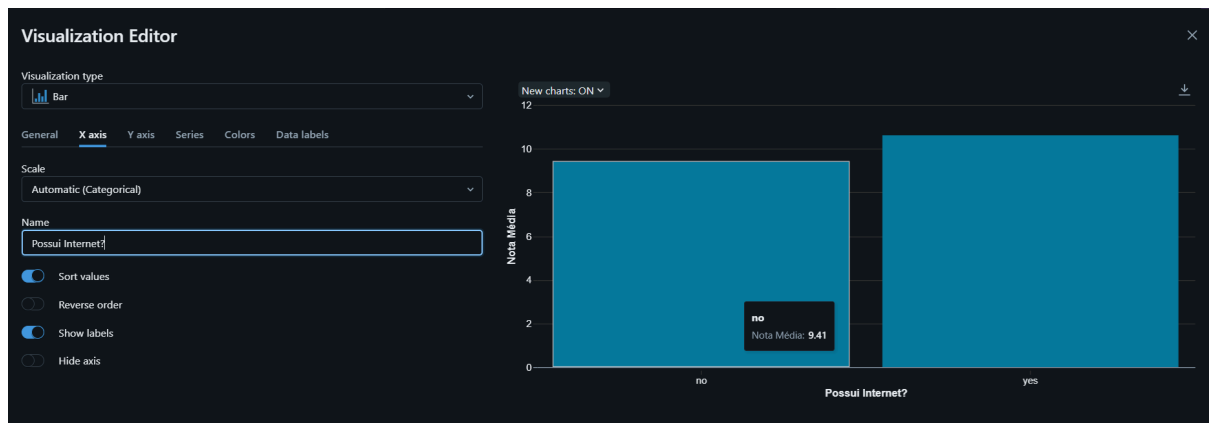 Visualization Editor
Visualization type
Bar
General X axis Y axis Series Colors Data labels
Scale
Automatic (Categorical)
Name
Possui Internet?
Sort values
Reverse order
Show labels
Hide axis
New charts: ON
12
10
8
6
4
2
0
Nota Média
no
Nota Média: 9.41
no yes
Possui Internet?